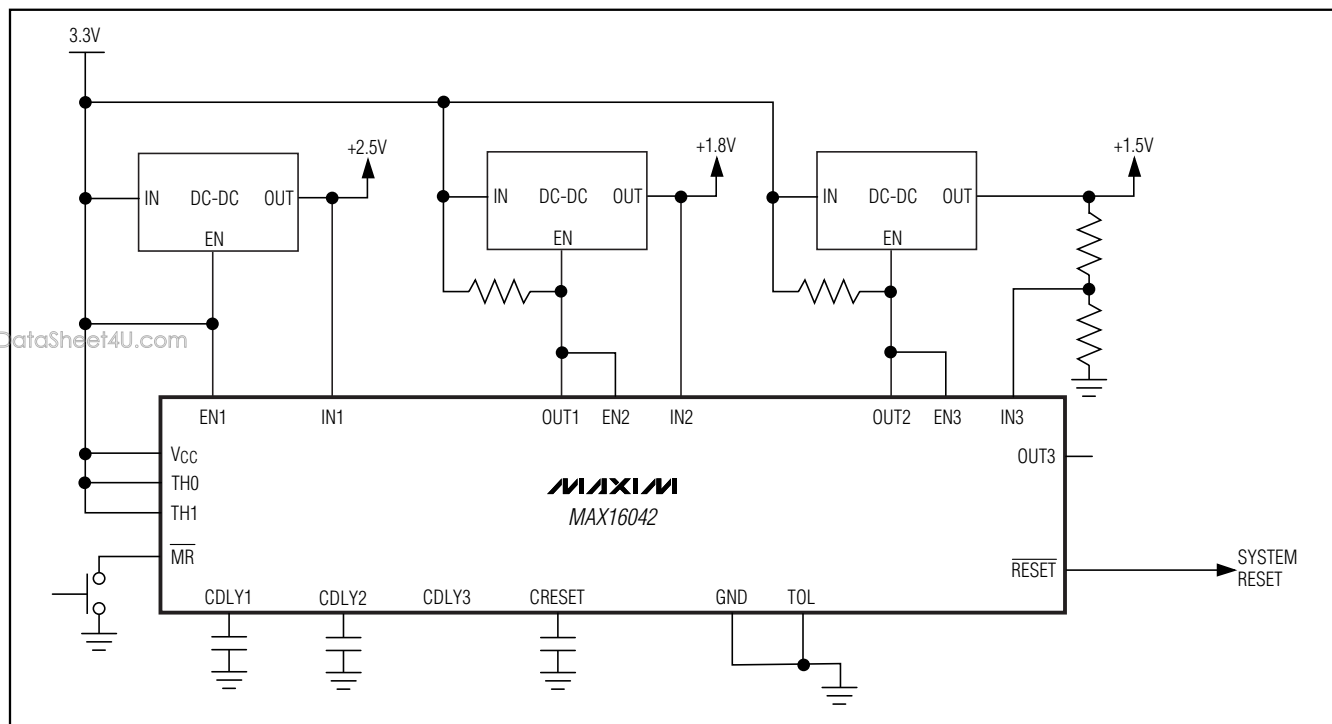 3.3V
+2.5V
+1.8V
+1.5V
IN DC-DC OUT
EN
IN DC-DC OUT
EN
IN DC-DC OUT
EN
DataSheet4U.com
EN1 IN1 OUT1 EN2 IN2 OUT2 EN3 IN3
VCC
TH0
TH1
MR
OUT3
MAXIM
MAX16042
RESET
SYSTEM
RESET
CDLY1 CDLY2 CDLY3 CRESET GND TOL